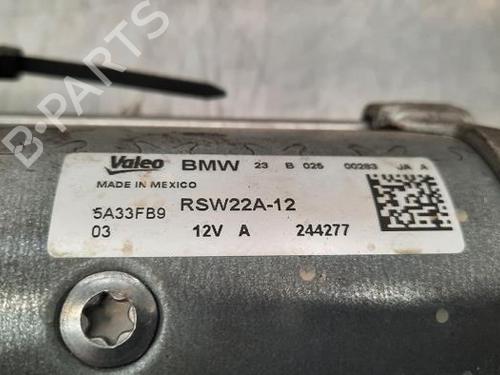 Valeo BMW 23 B 025 00283 JA A
MADE IN MEXICO
5A33FB9 RSW22A-12
03 12V A 244277
B-PARTS